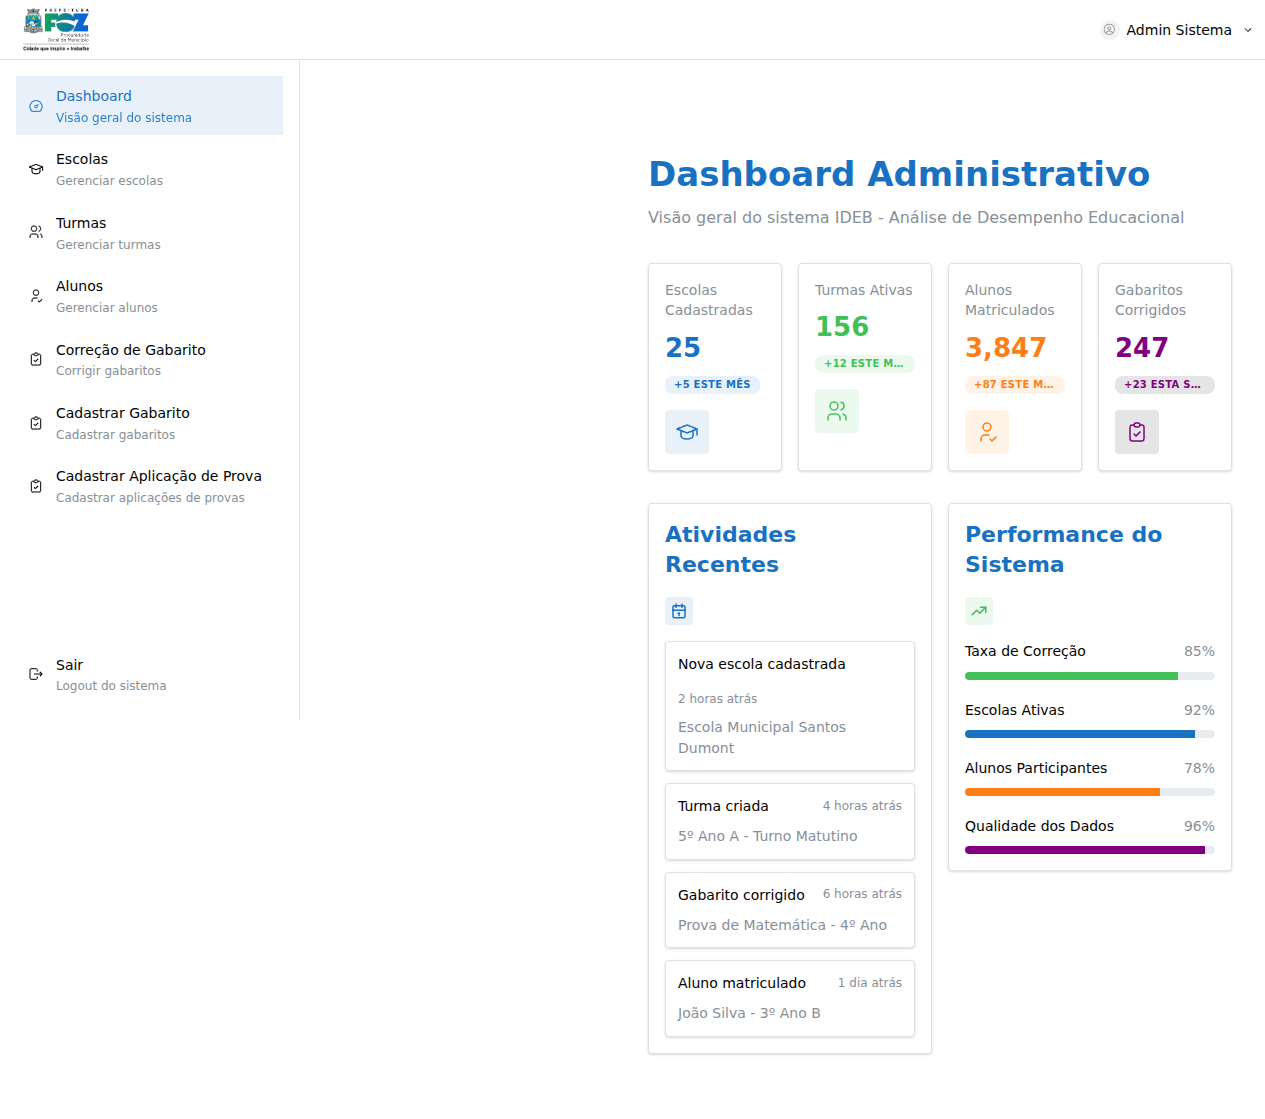 PREFEITURA
FOZ
Procuradoria
Geral do Município
Cidade que inspira e trabalha
Admin Sistema
Dashboard
Visão geral do sistema
Escolas
Gerenciar escolas
Turmas
Gerenciar turmas
Alunos
Gerenciar alunos
Correção de Gabarito
Corrigir gabaritos
Cadastrar Gabarito
Cadastrar gabaritos
Cadastrar Aplicação de Prova
Cadastrar aplicações de provas
Sair
Logout do sistema
Dashboard Administrativo
Visão geral do sistema IDEB - Análise de Desempenho Educacional
Escolas
Cadastradas
25
+5 ESTE MÊS
Turmas Ativas
156
+12 ESTE M...
Alunos
Matriculados
3,847
+87 ESTE M...
Gabaritos
Corrigidos
247
+23 ESTA S...
Atividades
Recentes
Nova escola cadastrada
2 horas atrás
Escola Municipal Santos
Dumont
Turma criada
4 horas atrás
5º Ano A - Turno Matutino
Gabarito corrigido
6 horas atrás
Prova de Matemática - 4º Ano
Aluno matriculado
1 dia atrás
João Silva - 3º Ano B
Performance do
Sistema
Taxa de Correção
85%
Escolas Ativas
92%
Alunos Participantes
78%
Qualidade dos Dados
96%